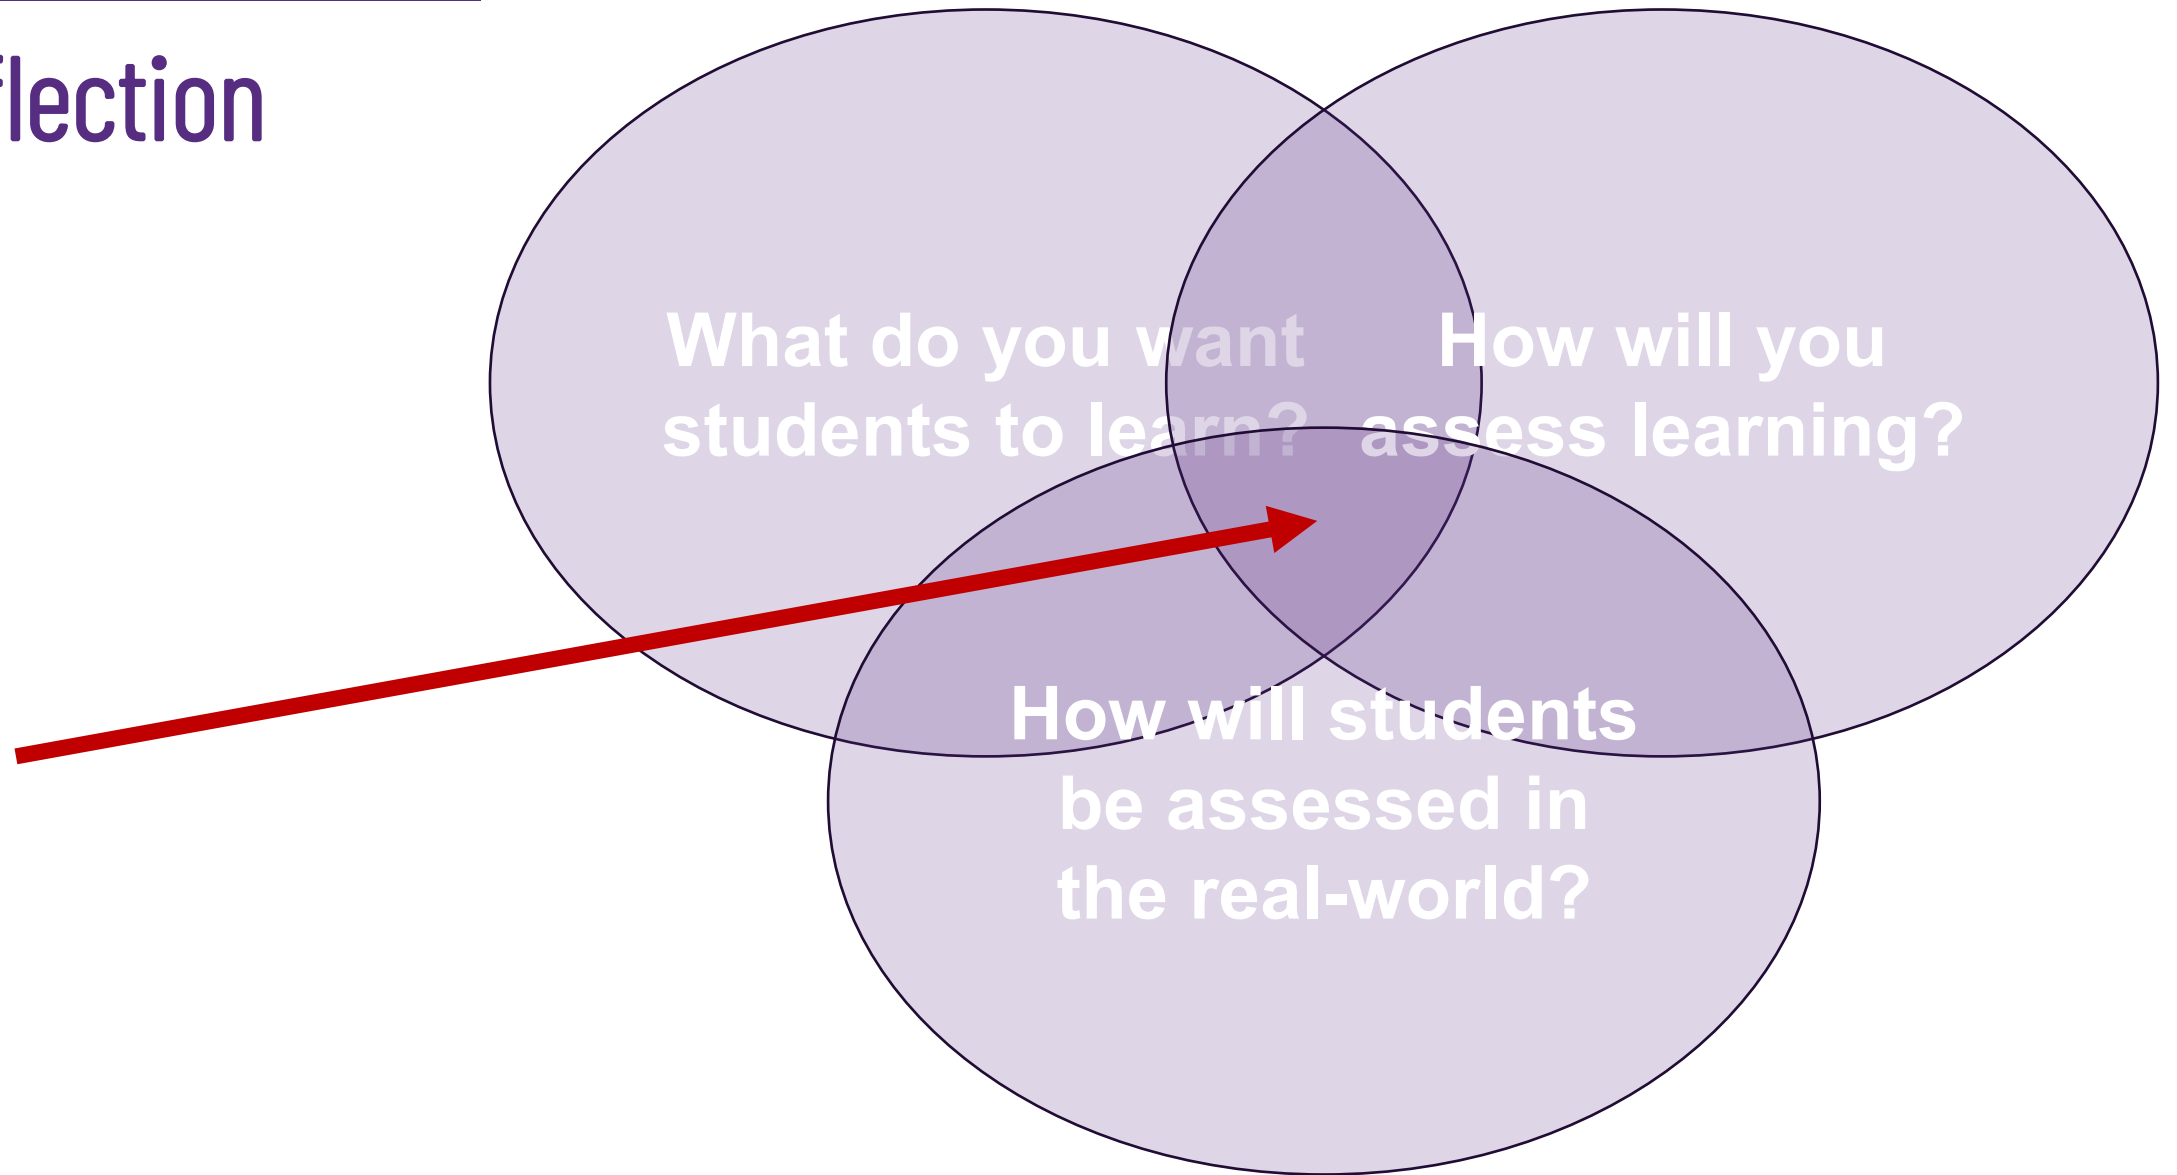 flection
What do you want
students to learn?
How will you
assess learning?
How will students
be assessed in
the real-world?